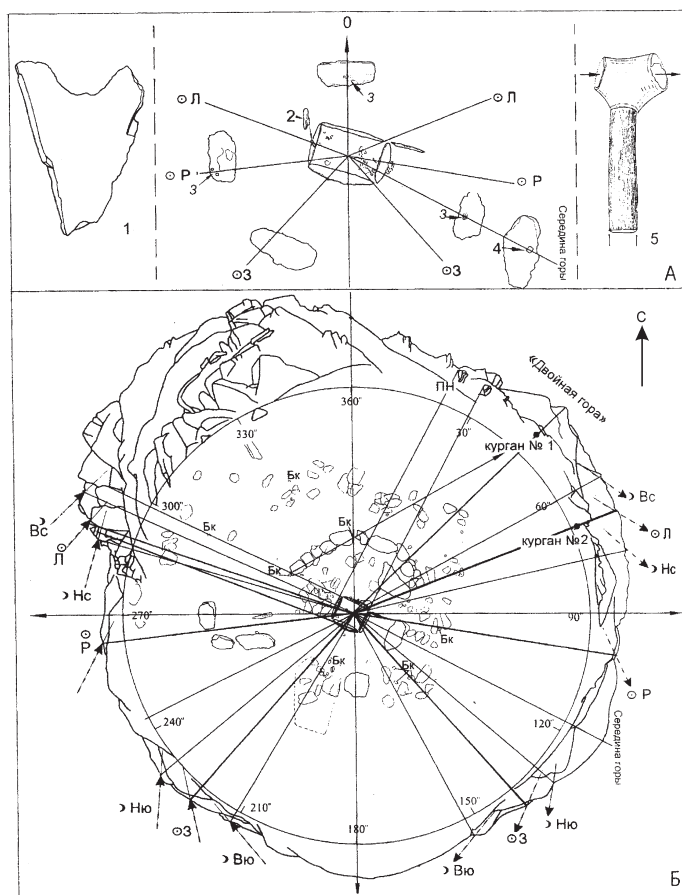 О
☉ Л
☉ Л
1
2
3
☉ Р
3
☉ Р
3
4
Середина горы
☉З
☉З
5
А
С
«Двойная гора»
ПН
360°
330°
30°
курган № 1
300°
60°
Бк
Бк
Бк
Бк
☽ Вс
☽ Вс
☉ Л
☉ Л
курган №2
☽ Нс
☽ Нс
270°
90°
☉ Р
Бк
Бк
Бк
☉ Р
240°
120°
Середина горы
210°
150°
180°
☽ Ню
☽ Ню
☉З
☉З
☽ Вю
☽ Вю
Б